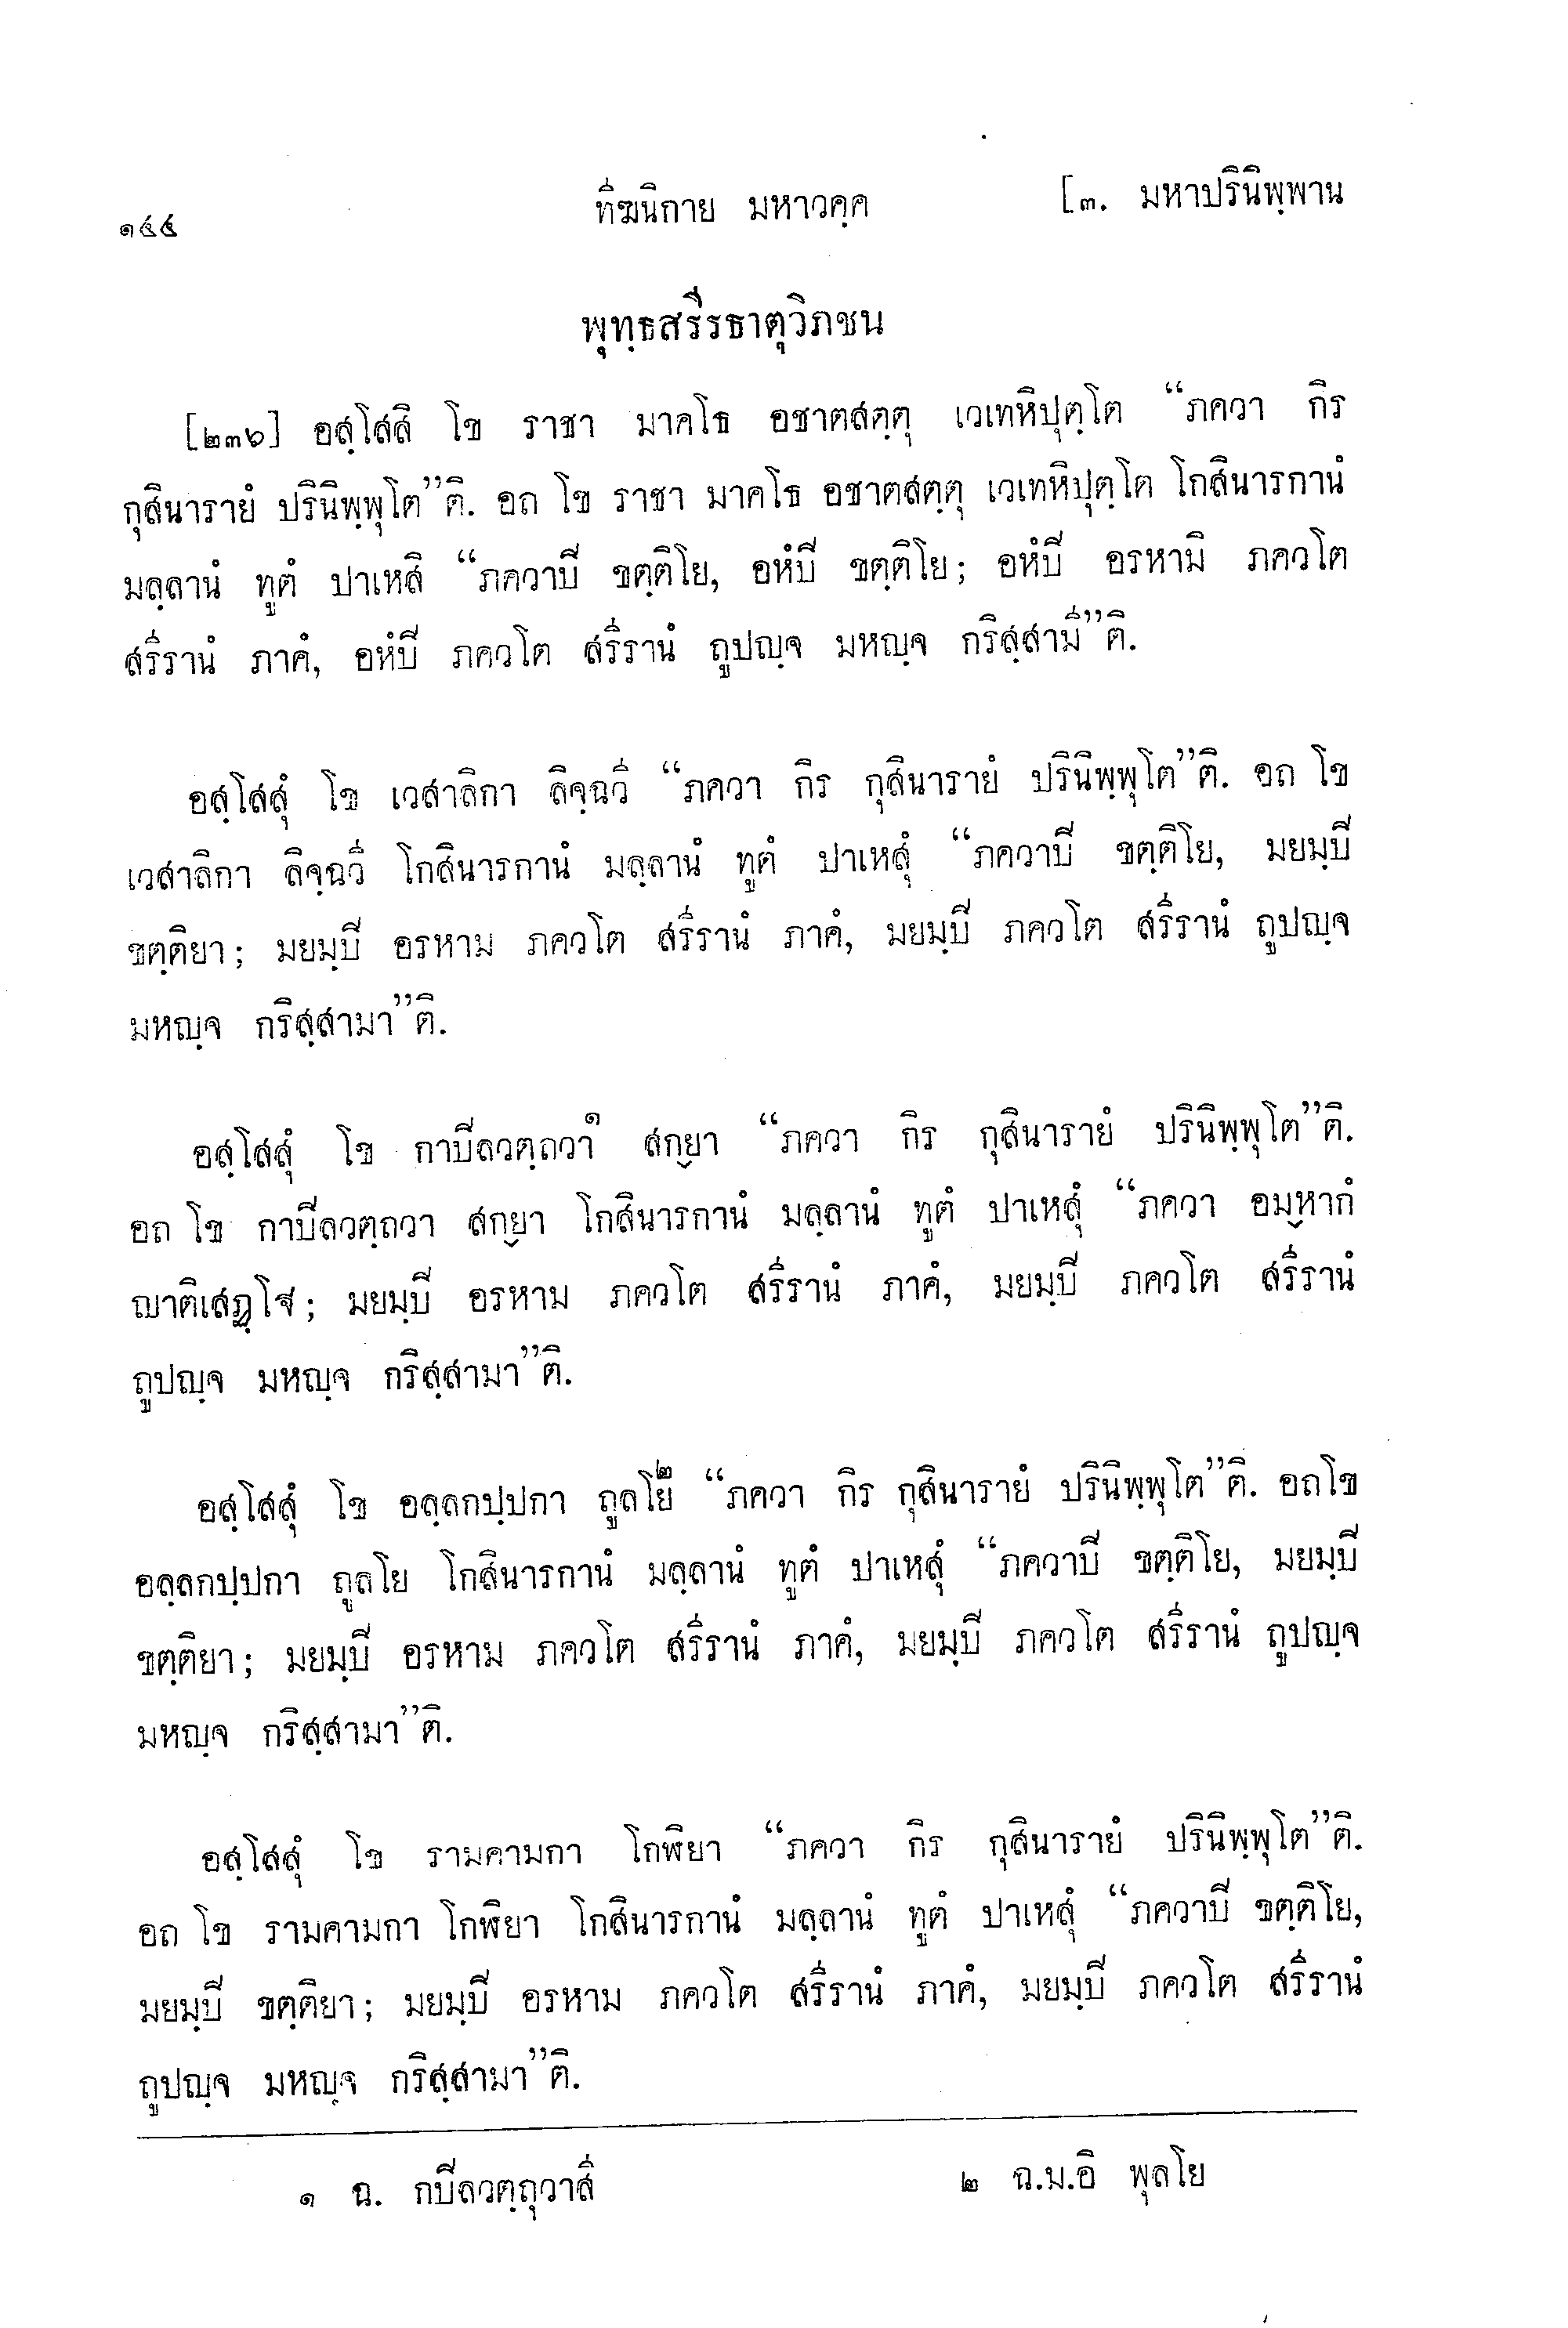 ๑๔๔ ทีฆนิกาย มหาวคฺค [๓. มหาปรินิพฺพาน
พุทฺธสรีรธาตุวิภชน
[๒๓๖] อสฺโสสิ โข ราชา มาคโธ อชาตสตฺตุ เวเทหิปุตฺโต “ภควา กิร
กุสินารายํ ปรินิพฺพุโต”ติ. อถ โข ราชา มาคโธ อชาตสตฺตุ เวเทหิปุตฺโต โกสินารกานํ
มลฺลานํ ทูตํ ปาเหสิ “ภควาปิ ขตฺติโย, อหํปิ ขตฺติโย; อหํปิ อรหามิ ภควโต
สรีรานํ ภาคํ, อหํปิ ภควโต สรีรานํ ถูปญฺจ มหญฺจ กริสฺสามี”ติ.
อสฺโสสุํ โข เวสาลิกา ลิจฺฉวี “ภควา กิร กุสินารายํ ปรินิพฺพุโต”ติ. อถ โข
เวสาลิกา ลิจฺฉวี โกสินารกานํ มลฺลานํ ทูตํ ปาเหสุํ “ภควาปิ ขตฺติโย, มยมฺปิ
ขตฺติยา; มยมฺปิ อรหาม ภควโต สรีรานํ ภาคํ, มยมฺปิ ภควโต สรีรานํ ถูปญฺจ
มหญฺจ กริสฺสามา”ติ.
อสฺโสสุํ โข กาปิลวตฺถวา๑ สกฺยา “ภควา กิร กุสินารายํ ปรินิพฺพุโต”ติ.
อถ โข กาปิลวตฺถวา สกฺยา โกสินารกานํ มลฺลานํ ทูตํ ปาเหสุํ “ภควา อมฺหากํ
ญาติเสฏฺโฐ; มยมฺปิ อรหาม ภควโต สรีรานํ ภาคํ, มยมฺปิ ภควโต สรีรานํ
ถูปญฺจ มหญฺจ กริสฺสามา”ติ.
อสฺโสสุํ โข อลฺลกปฺปกา ถูลโย๒ “ภควา กิร กุสินารายํ ปรินิพฺพุโต”ติ. อถโข
อลฺลกปฺปกา ถูลโย โกสินารกานํ มลฺลานํ ทูตํ ปาเหสุํ “ภควาปิ ขตฺติโย, มยมฺปิ
ขตฺติยา; มยมฺปิ อรหาม ภควโต สรีรานํ ภาคํ, มยมฺปิ ภควโต สรีรานํ ถูปญฺจ
มหญฺจ กริสฺสามา”ติ.
อสฺโสสุํ โข รามคามกา โกฬิยา “ภควา กิร กุสินารายํ ปรินิพฺพุโต”ติ.
อถ โข รามคามกา โกฬิยา โกสินารกานํ มลฺลานํ ทูตํ ปาเหสุํ “ภควาปิ ขตฺติโย,
มยมฺปิ ขตฺติยา; มยมฺปิ อรหาม ภควโต สรีรานํ ภาคํ, มยมฺปิ ภควโต สรีรานํ
ถูปญฺจ มหญฺจ กริสฺสามา”ติ.
๑ ฉ. กปิลวตฺถุวาสี ๒ ฉ.ม.อิ พุลโย